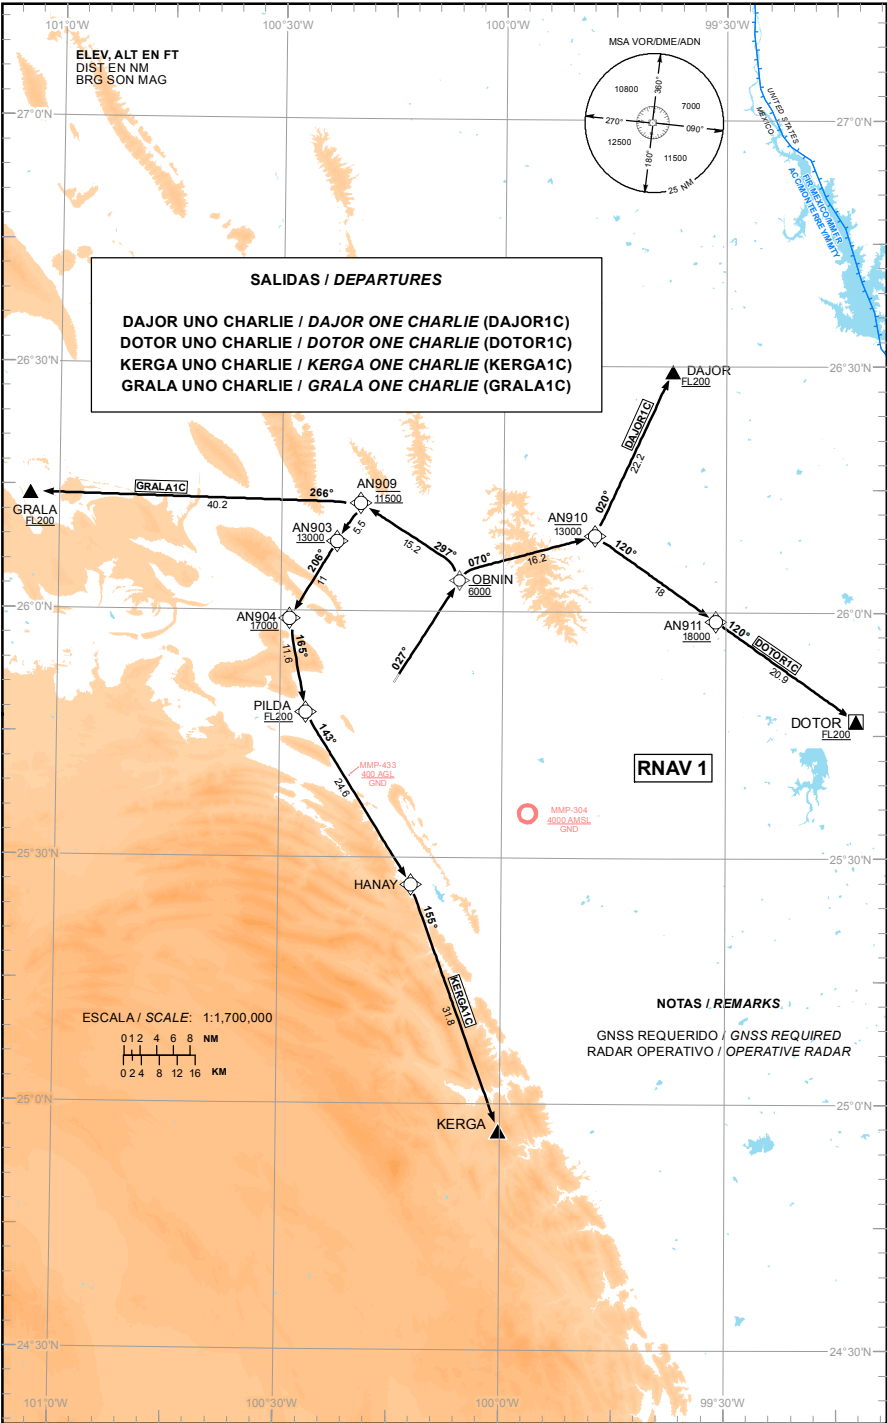 101°0'W 100°30'W 100°0'W 99°30'W
ELEV, ALT EN FT
DIST EN NM
BRG SON MAG
MSA VOR/DME/ADN
10800
360°
7000
270°
090°
12500
180°
11500
25 NM
UNITED STATES
MEXICO
FIR/MEXICO/MMFR
ACC/MONTERREY/MMTY
27°0'N 27°0'N
SALIDAS / DEPARTURES
DAJOR UNO CHARLIE / DAJOR ONE CHARLIE (DAJOR1C)
DOTOR UNO CHARLIE / DOTOR ONE CHARLIE (DOTOR1C)
KERGA UNO CHARLIE / KERGA ONE CHARLIE (KERGA1C)
GRALA UNO CHARLIE / GRALA ONE CHARLIE (GRALA1C)
26°30'N 26°30'N
DAJOR
FL200
DAJOR1C
22.2
020°
GRALA1C
40.2
266°
GRALA
FL200
AN909
11500
5.5
AN903
13000
206°
11
15.2
297°
070°
16.2
OBNIN
6000
027°
AN910
13000
120°
18
26°0'N 26°0'N
AN904
17000
165°
11.6
AN911
18000
120°
DOTOR1C
20.9
DOTOR
FL200
PILDA
FL200
143°
24.6
MMP-433
400 AGL
GND
RNAV 1
MMP-304
4000 AMSL
GND
25°30'N 25°30'N
HANAY
155°
KERGA1C
31.8
NOTAS / REMARKS
GNSS REQUERIDO / GNSS REQUIRED
RADAR OPERATIVO / OPERATIVE RADAR
ESCALA / SCALE: 1:1,700,000
0 1 2 4 6 8 NM
0 2 4 8 12 16 KM
25°0'N 25°0'N
KERGA
24°30'N 24°30'N
101°0'W 100°30'W 100°0'W 99°30'W